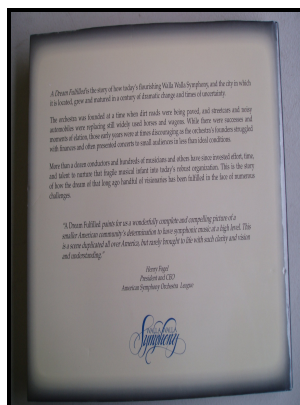 A Dream Fulfilled is the story of how today's flourishing Walla Walla Symphony, and the city in which
it is located, grew and matured in a century of dramatic change and times of uncertainty.
The orchestra was founded at a time when dirt roads were being paved, and streetcars and noisy
automobiles were replacing still widely used horses and wagons. While there were successes and
moments of elation, those early years were at times discouraging as the orchestra's founders struggled
with finances and often presented concerts to small audiences in less than ideal conditions.
More than a dozen conductors and hundreds of musicians and others have since invested effort, time,
and talent to nurture that fragile musical infant into today's robust organization. This is the story
of how the dream of that long ago handful of visionaries has been fulfilled in the face of numerous
challenges.
"A Dream Fulfilled: paints for us a wonderfully complete and compelling picture of a
smaller American community's determination to have symphonic music at a high level. This
is a scene duplicated all over America, but rarely brought to life with such clarity and vision
and understanding."
Henry Fogel
President and CEO
American Symphony Orchestra League
WALLA WALLA
Symphony